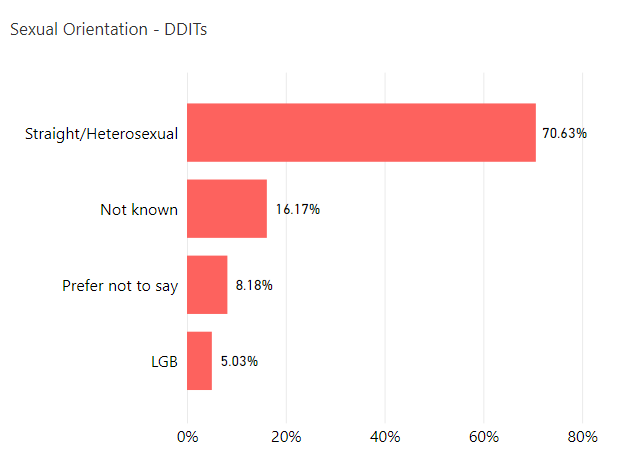 Sexual Orientation - DDITs
Straight/Heterosexual 70.63%
Not known 16.17%
Prefer not to say 8.18%
LGB 5.03%
0% 20% 40% 60% 80%